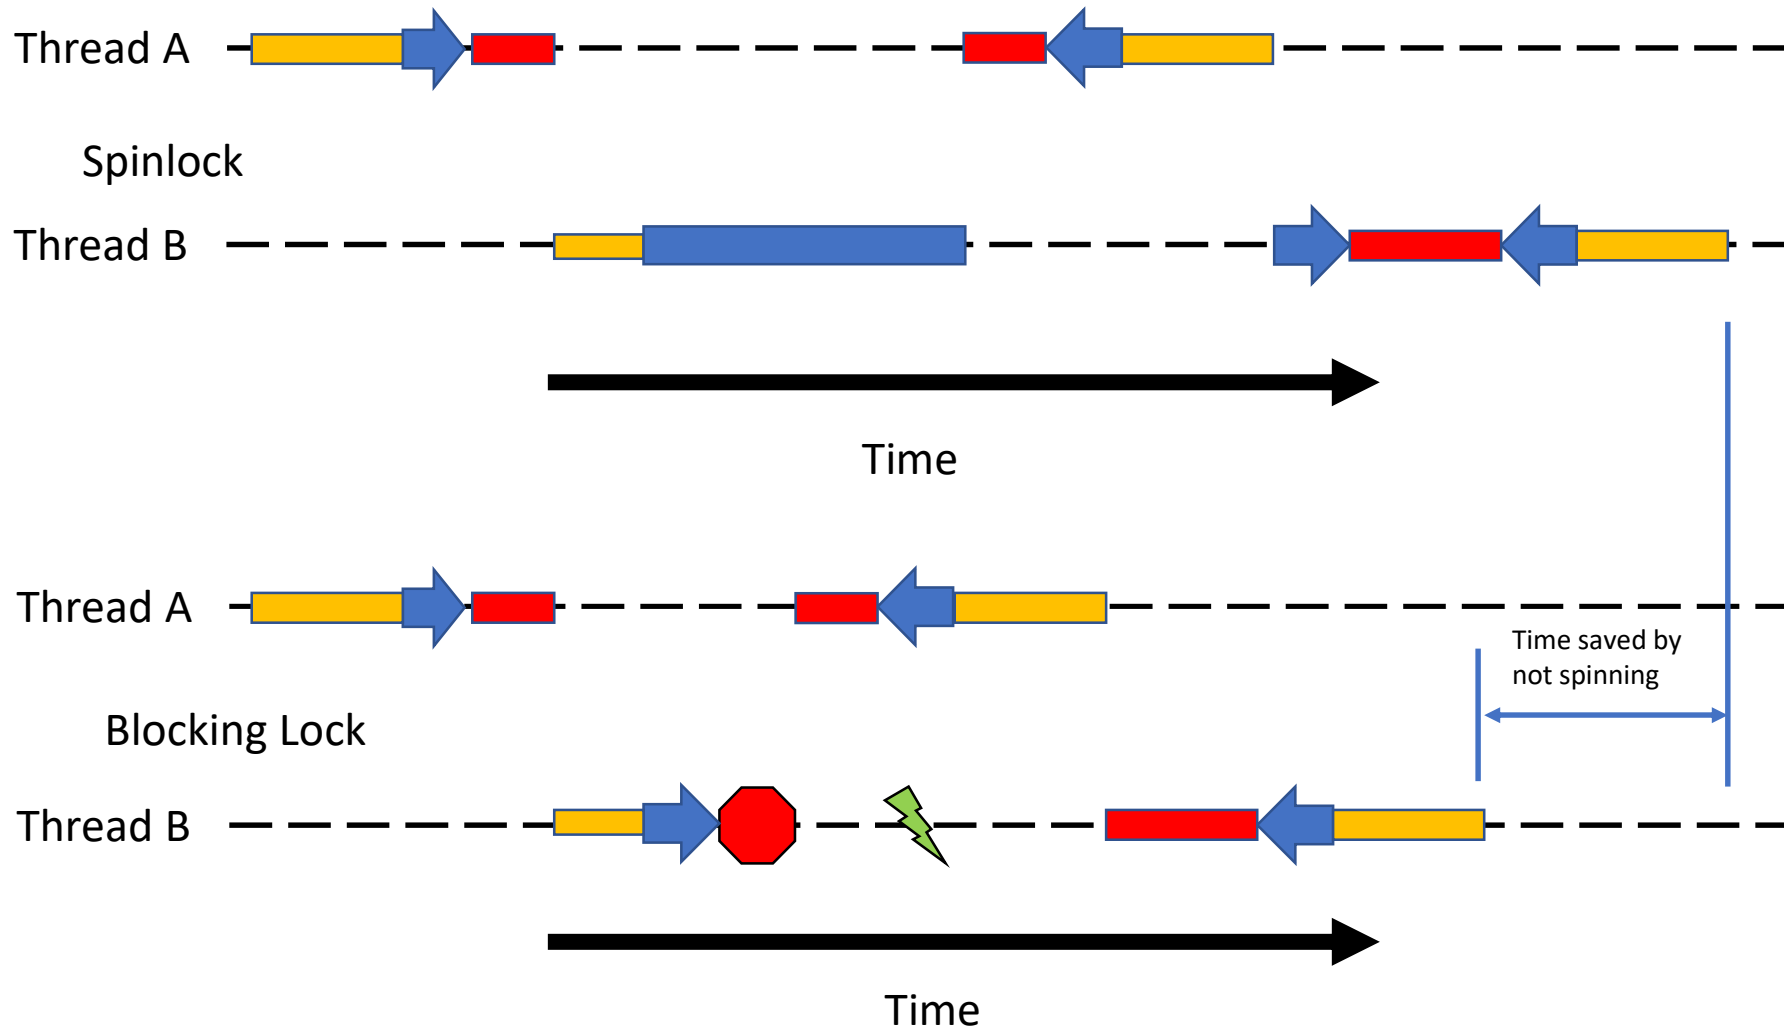 Thread A
Spinlock
Thread B
Time
Thread A
Time saved by
not spinning
Blocking Lock
Thread B
Time